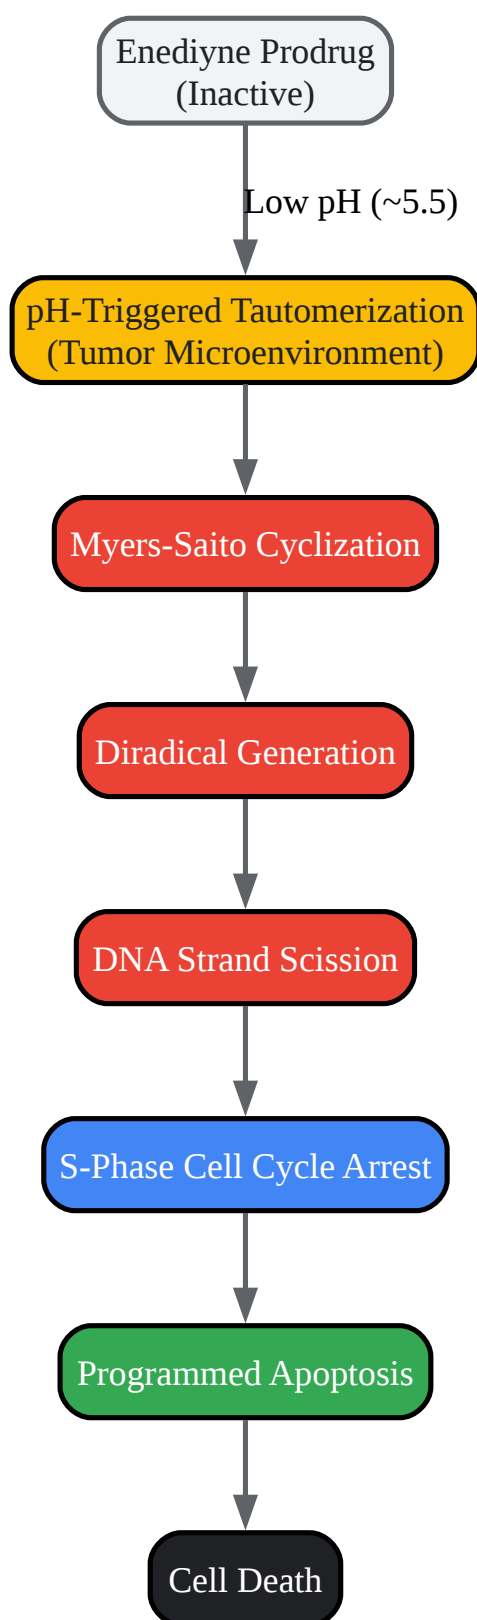 Enediyne Prodrug
(Inactive)
Low pH (~5.5)
pH-Triggered Tautomerization
(Tumor Microenvironment)
Myers-Saito Cyclization
Diradical Generation
DNA Strand Scission
S-Phase Cell Cycle Arrest
Programmed Apoptosis
Cell Death